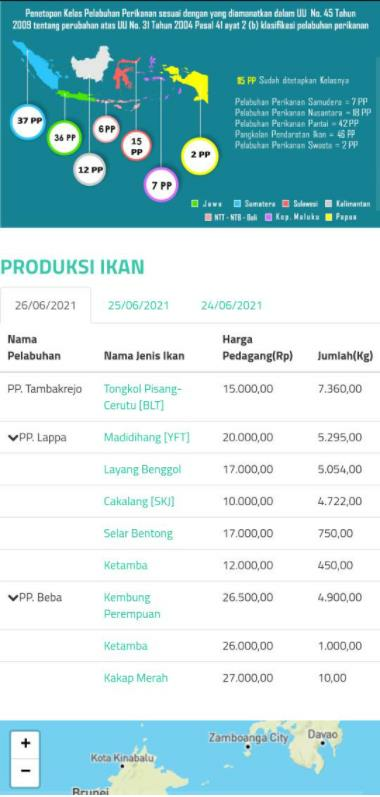 Penetapan Kelas Pelabuhan Perikanan sesuai dengan yang diamanatkan dalam UU No. 45 Tahun
2009 tentang perubahan atas UU No. 31 Tahun 2004 Pasal 41 ayat 2 (b) klasifikasi pelabuhan perikanan
115 PP Sudah ditetapkan Kelasnya
Pelabuhan Perikanan Samudera = 7 PP
Pelabuhan Perikanan Nusantara = 18 PP
Pelabuhan Perikanan Pantai = 42 PP
Pangkalan Pendaratan Ikan = 46 PP
Pelabuhan Perikanan Swasta = 2 PP
37 PP
36 PP
6 PP
12 PP
15
PP
7 PP
2 PP
Jawa Sumatera Sulawesi Kalimantan
NTT - NTB - Bali Kep. Maluku Papua
PRODUKSI IKAN
26/06/2021 25/06/2021 24/06/2021
Nama
Pelabuhan Nama Jenis Ikan Harga
Pedagang(Rp) Jumlah(Kg)
PP. Tambakrejo Tongkol Pisang-
Cerutu [BLT] 15.000,00 7.360,00
PP. Lappa Madidihang [YFT] 20.000,00 5.295,00
Layang Benggol 17.000,00 5.054,00
Cakalang [SKJ] 10.000,00 4.722,00
Selar Bentong 17.000,00 750,00
Ketamba 12.000,00 450,00
PP. Beba Kembung
Perempuan 26.500,00 4.900,00
Ketamba 26.000,00 1.000,00
Kakap Merah 27.000,00 10,00
+
−
Zamboanga City Davao
Kota Kinabalu
Brunei